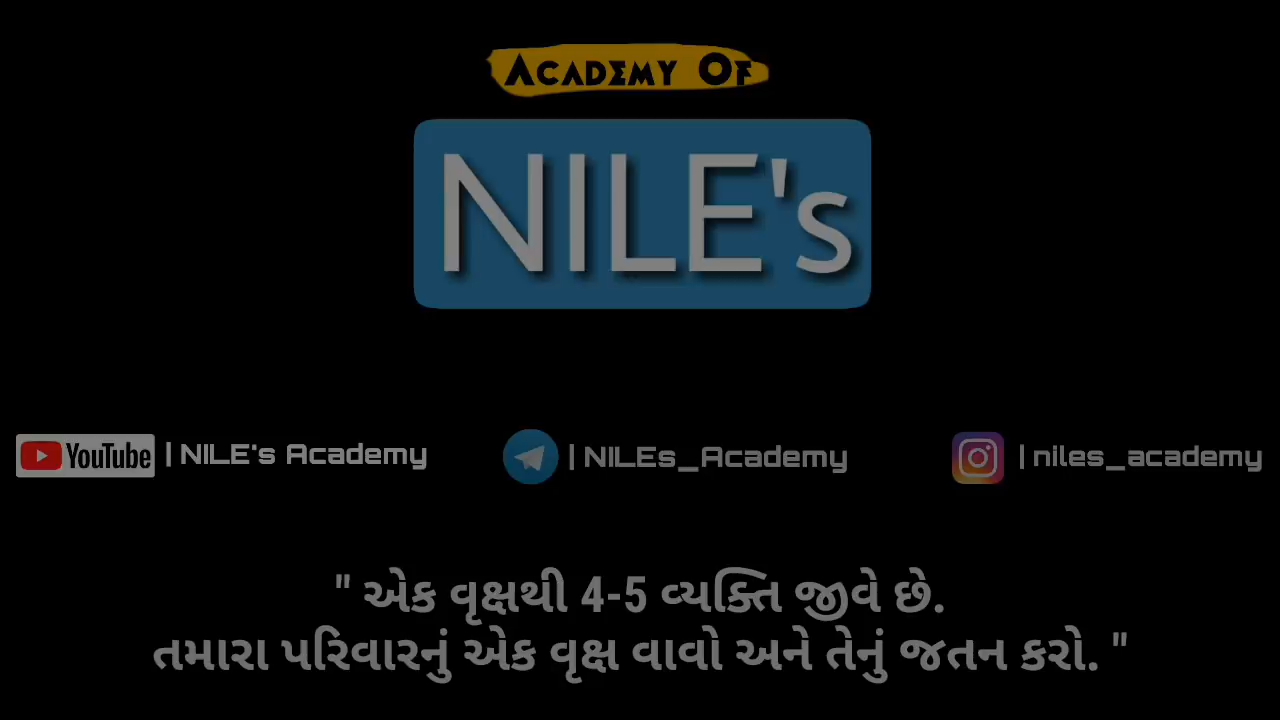 Academy Of
NILE's
YouTube | NILE's Academy
| NILEs_Academy
| niles_academy
" એક વૃક્ષથી 4-5 વ્યક્તિ જીવે છે.
તમારા પરિવારનું એક વૃક્ષ વાવો અને તેનું જતન કરો. "